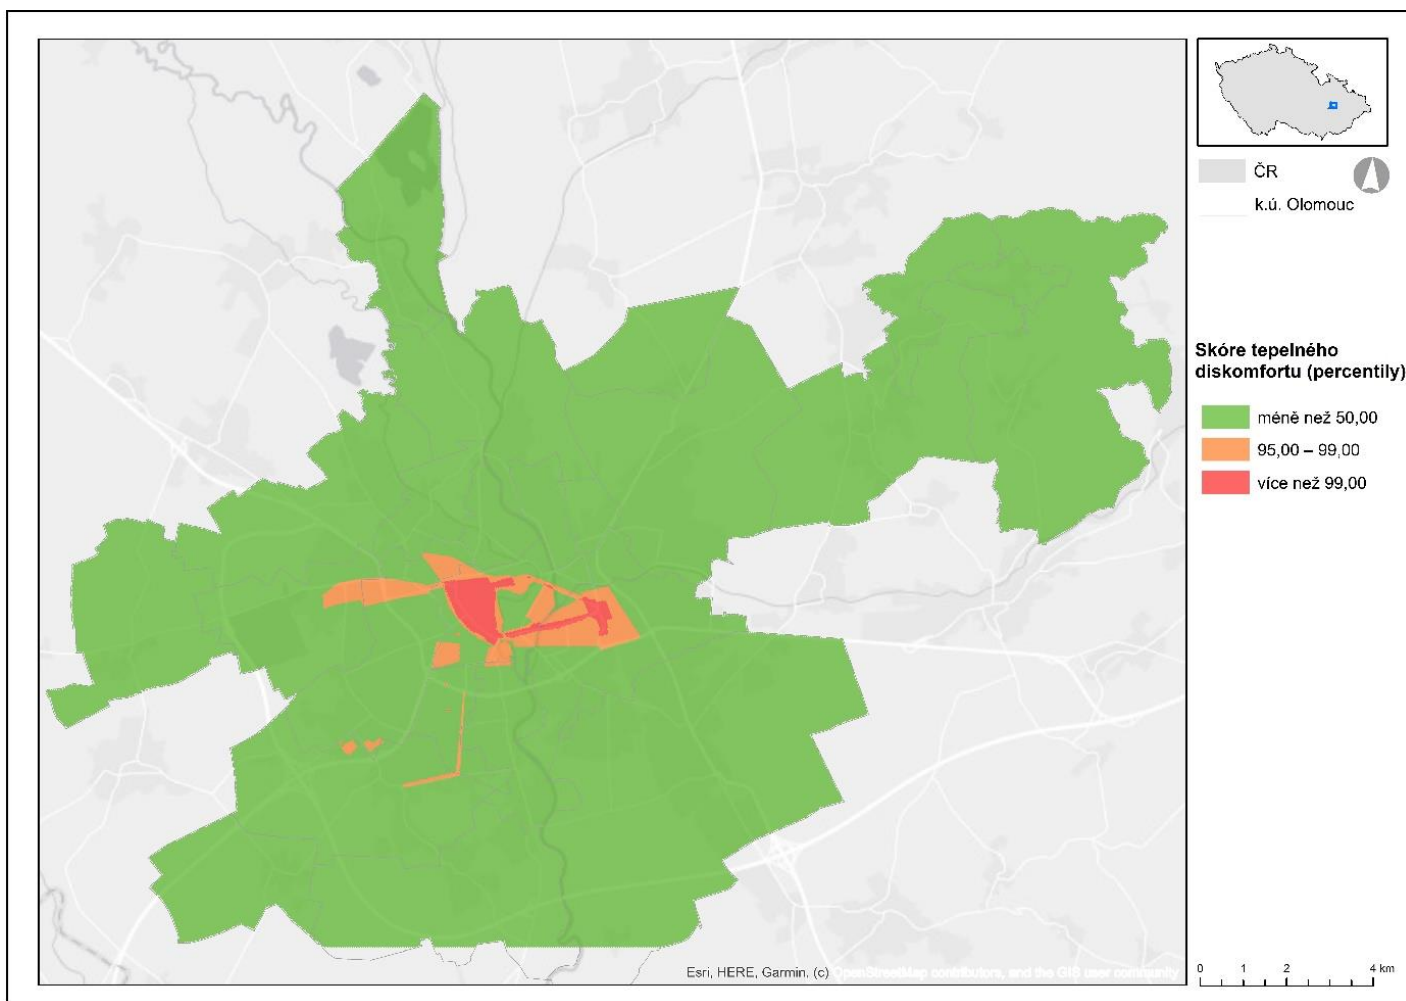 ČR
k.ú. Olomouc
Skóre tepelného
diskomfortu (percentily)
méně než 50,00
95,00 – 99,00
více než 99,00
Esri, HERE, Garmin, (c) OpenStreetMap contributors, and the GIS user community
0 1 2 4 km